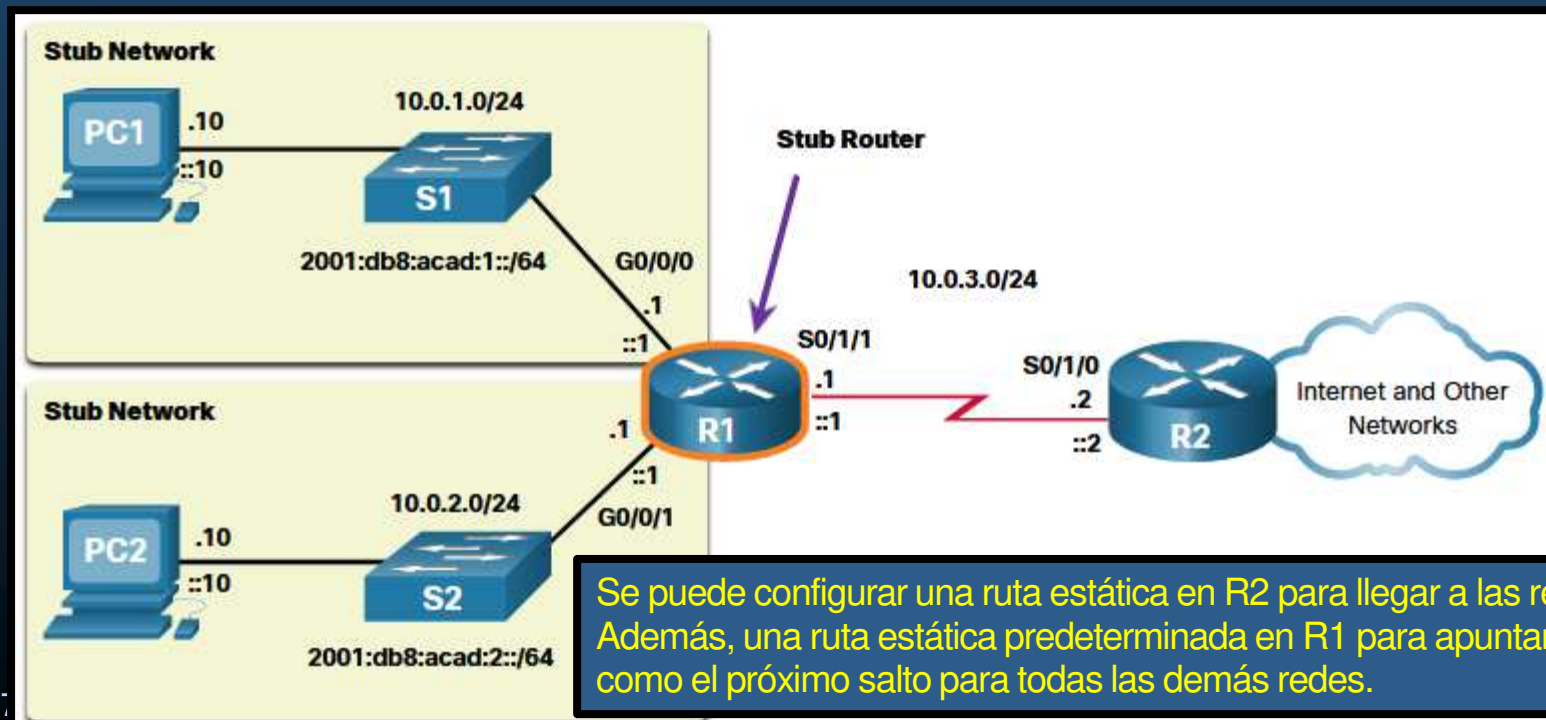 Stub Network
10.0.1.0/24
PC1
.10
::10
S1
2001:db8:acad:1::/64
G0/0/0
.1
::1
Stub Router
10.0.3.0/24
S0/1/1
.1
::1
R1
S0/1/0
.2
::2
R2
Internet and Other
Networks
Stub Network
.1
::1
G0/0/1
10.0.2.0/24
PC2
.10
::10
S2
2001:db8:acad:2::/64
Se puede configurar una ruta estática en R2 para llegar a las
Además, una ruta estática predeterminada en R1 para
como el próximo salto para todas las demás redes.